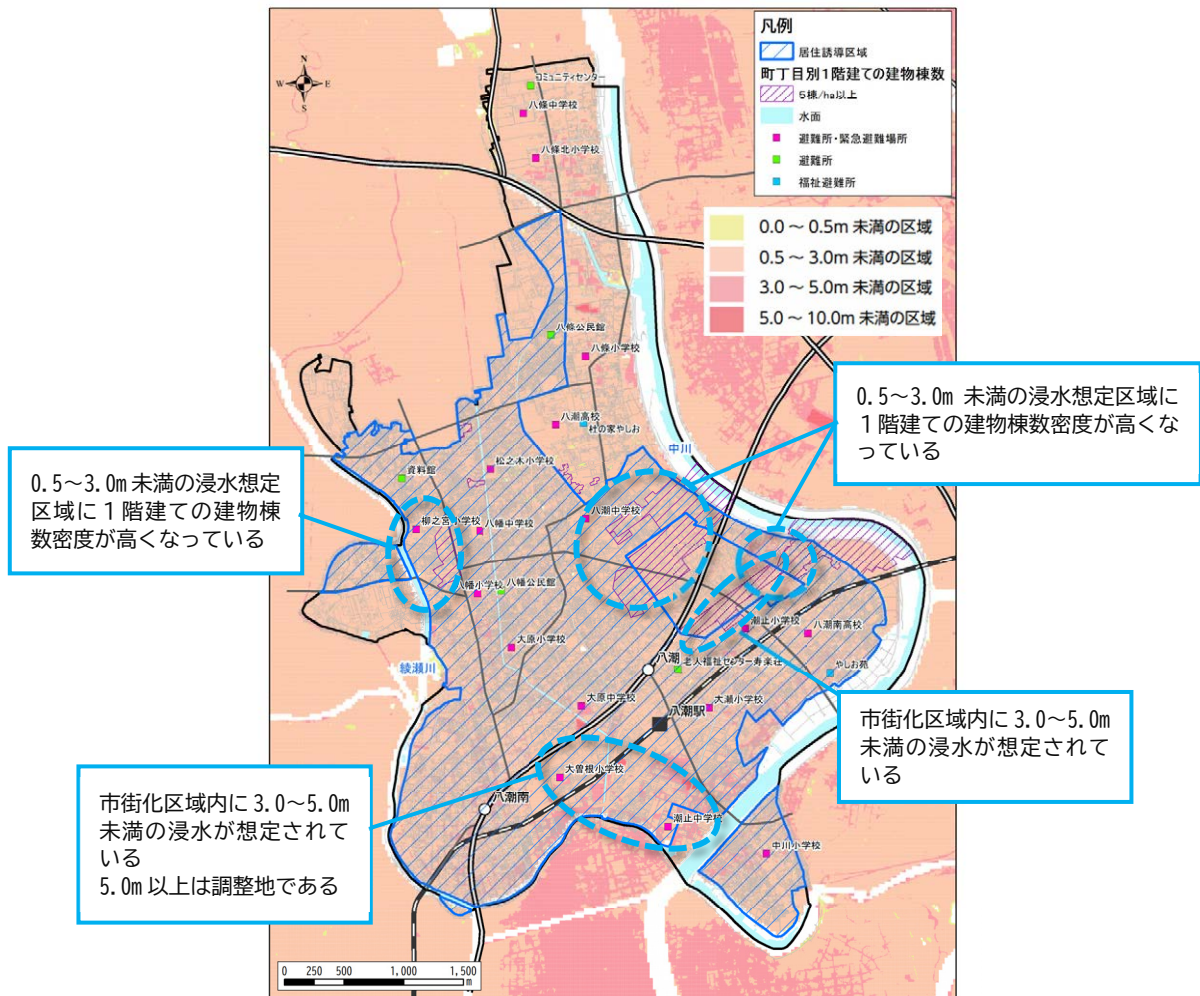 凡例
居住誘導区域
町丁目別1階建ての建物棟数
5棟/ha以上
水面
避難所・緊急避難場所
避難所
福祉避難所
0.0 ～ 0.5m 未満の区域
0.5 ～ 3.0m 未満の区域
3.0 ～ 5.0m 未満の区域
5.0 ～ 10.0m 未満の区域
N
W
E
S
コミュニティセンター
八條中学校
八條北小学校
八條公民館
八條小学校
八潮高校
杜の家やしお
中川
松之木小学校
資料館
柳之宮小学校
八幡中学校
八潮中学校
八幡小学校
八幡公民館
潮止小学校
八潮南高校
大原小学校
綾瀬川
八潮
老人福祉センター寿楽荘
やしお苑
大原中学校
大瀬小学校
八潮駅
大曽根小学校
八潮南
潮止中学校
中川小学校
0.5～3.0m 未満の浸水想定区域に
１階建ての建物棟数密度が高くな
っている
0.5～3.0m 未満の浸水想定
区域に１階建ての建物棟
数密度が高くなっている
市街化区域内に 3.0～5.0m
未満の浸水が想定されて
いる
市街化区域内に 3.0～5.0m
未満の浸水が想定されて
いる
5.0m 以上は調整地である
0 250 500 1,000 1,500
m